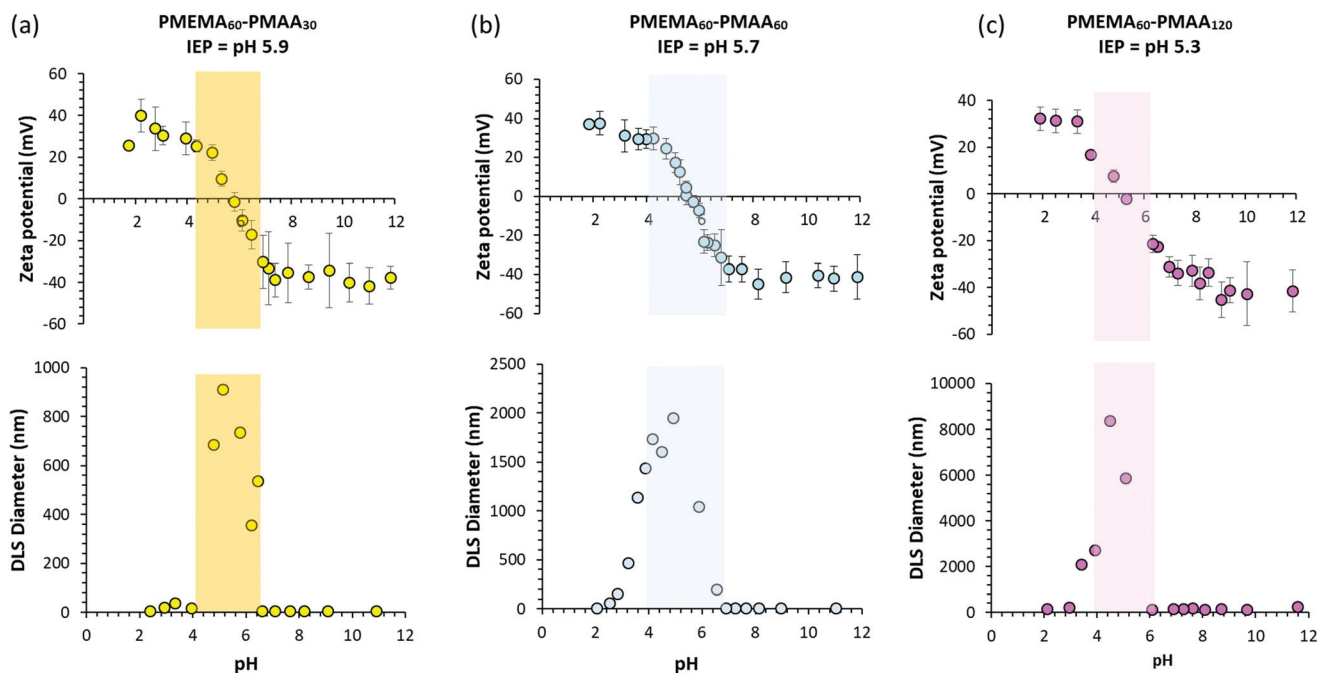 (a)
PMEMA₆₀-PMAA₃₀
IEP = pH 5.9
Zeta potential (mV)
60
40
20
0
-20
-40
-60
2 4 6 8 10 12
DLS Diameter (nm)
1000
800
600
400
200
0
0 2 4 6 8 10 12
pH
(b)
PMEMA₆₀-PMAA₆₀
IEP = pH 5.7
Zeta potential (mV)
60
40
20
0
-20
-40
-60
0 2 4 6 8 10 12
DLS Diameter (nm)
2500
2000
1500
1000
500
0
0 2 4 6 8 10 12
pH
(c)
PMEMA₆₀-PMAA₁₂₀
IEP = pH 5.3
Zeta potential (mV)
40
20
0
-20
-40
-60
2 4 6 8 10 12
DLS Diameter (nm)
10000
8000
6000
4000
2000
0
0 2 4 6 8 10 12
pH